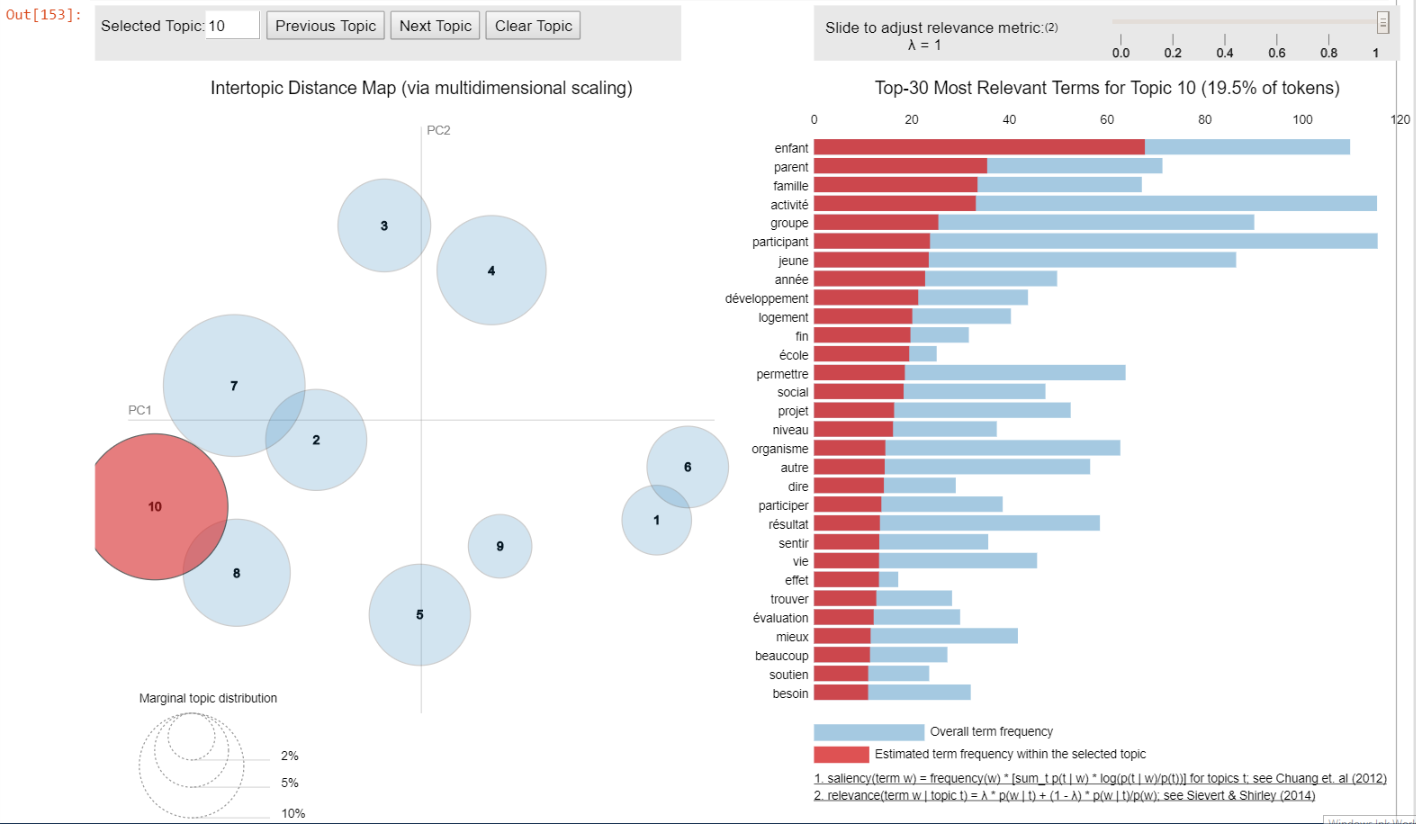 Out[153]:
Selected Topic: 10 Previous Topic Next Topic Clear Topic
Slide to adjust relevance metric:(2)
λ = 1
0.0 0.2 0.4 0.6 0.8 1
Intertopic Distance Map (via multidimensional scaling)
PC2
PC1
3
4
7
2
10
8
6
1
9
5
Marginal topic distribution
2%
5%
10%
Top-30 Most Relevant Terms for Topic 10 (19.5% of tokens)
0 20 40 60 80 100 120
enfant
parent
famille
activité
groupe
participant
jeune
année
développement
logement
fin
école
permettre
social
projet
niveau
organisme
autre
dire
participer
résultat
sentir
vie
effet
trouver
évaluation
mieux
beaucoup
soutien
besoin
Overall term frequency
Estimated term frequency within the selected topic
1. saliency(term w) = frequency(w) * [sum_t p(t | w) * log(p(t | w)/p(t))] for topics t; see Chuang et. al (2012)
2. relevance(term w | topic t) = λ * p(w | t) + (1 - λ) * p(w | t)/p(w); see Sievert & Shirley (2014)